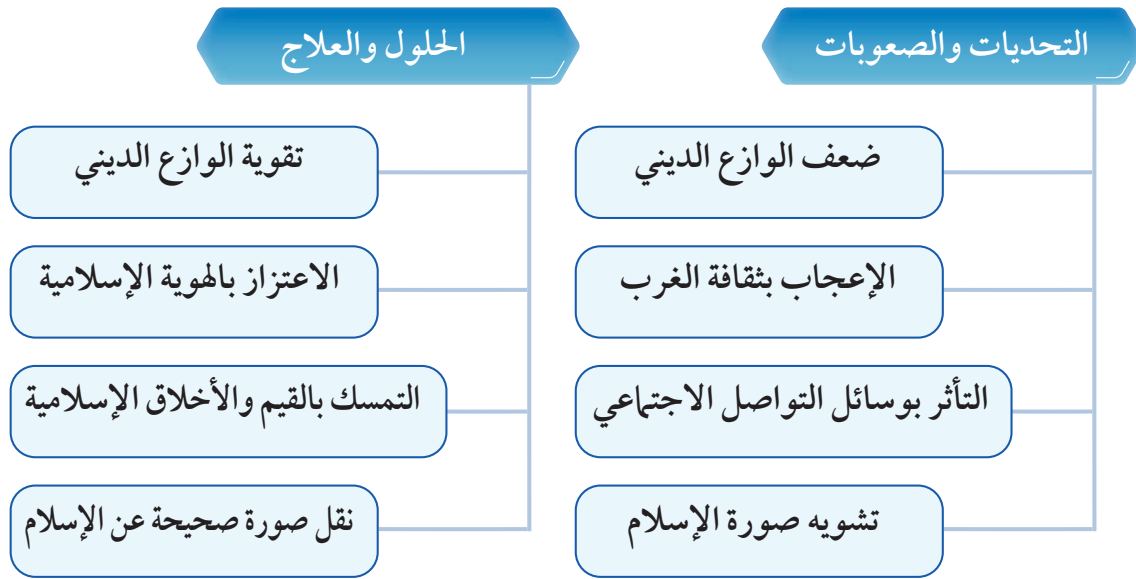 التحديات والصعوبات
ضعف الوازع الديني
الإعجاب بثقافة الغرب
التأثر بوسائل التواصل الاجتماعي
تشويه صورة الإسلام
الحلول والعلاج
تقوية الوازع الديني
الاعتزاز بالهوية الإسلامية
التمسك بالقيم والأخلاق الإسلامية
نقل صورة صحيحة عن الإسلام